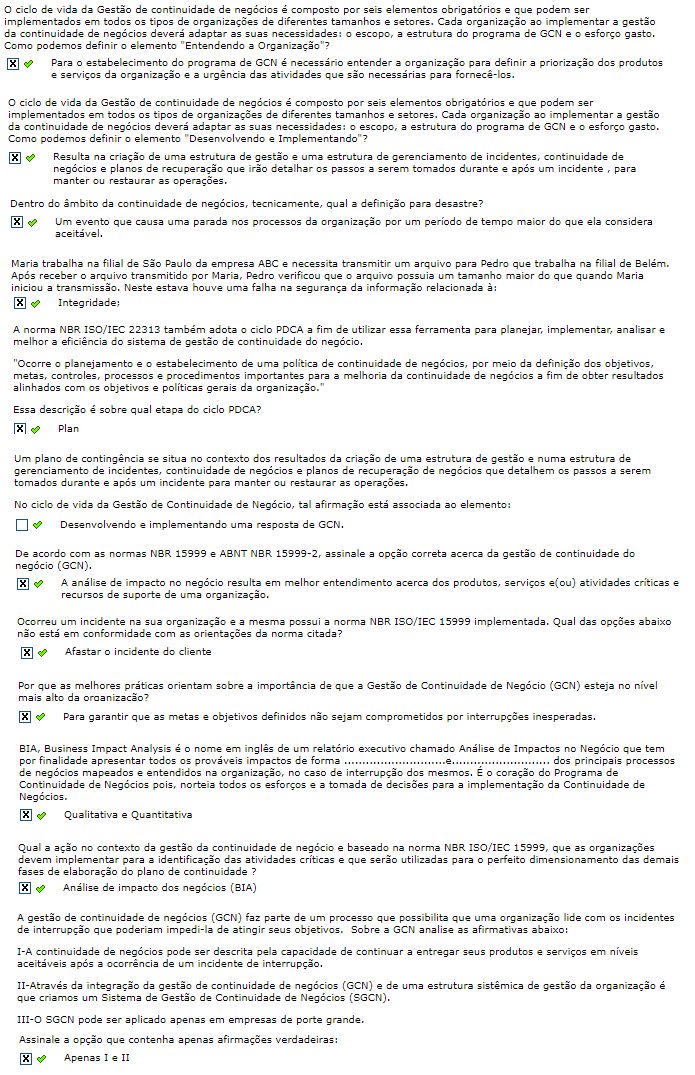 O ciclo de vida da Gestão de continuidade de negócios é composto por seis elementos obrigatórios e que podem ser
implementados em todos os tipos de organizações de diferentes tamanhos e setores. Cada organização ao implementar a gestão
da continuidade de negócios deverá adaptar as suas necessidades: o escopo, a estrutura do programa de GCN e o esforço gasto.
Como podemos definir o elemento "Entendendo a Organização"?
Para o estabelecimento do programa de GCN é necessário entender a organização para definir a priorização dos produtos
e serviços da organização e a urgência das atividades que são necessárias para fornecê-los.
O ciclo de vida da Gestão de continuidade de negócios é composto por seis elementos obrigatórios e que podem ser
implementados em todos os tipos de organizações de diferentes tamanhos e setores. Cada organização ao implementar a gestão
da continuidade de negócios deverá adaptar as suas necessidades: o escopo, a estrutura do programa de GCN e o esforço gasto.
Como podemos definir o elemento "Desenvolvendo e Implementando"?
Resulta na criação de uma estrutura de gestão e uma estrutura de gerenciamento de incidentes, continuidade de
negócios e planos de recuperação que irão detalhar os passos a serem tomados durante e após um incidente , para
manter ou restaurar as operações.
Dentro do âmbito da continuidade de negócios, tecnicamente, qual a definição para desastre?
Um evento que causa uma parada nos processos da organização por um período de tempo maior do que ela considera
aceitável.
Maria trabalha na filial de São Paulo da empresa ABC e necessita transmitir um arquivo para Pedro que trabalha na filial de Belém.
Após receber o arquivo transmitido por Maria, Pedro verificou que o arquivo possuia um tamanho maior do que quando Maria
iniciou a transmissão. Neste estava houve uma falha na segurança da informação relacionada à:
Integridade;
A norma NBR ISO/IEC 22313 também adota o ciclo PDCA a fim de utilizar essa ferramenta para planejar, implementar, analisar e
melhor a eficiência do sistema de gestão de continuidade do negócio.
"Ocorre o planejamento e o estabelecimento de uma política de continuidade de negócios, por meio da definição dos objetivos,
metas, controles, processos e procedimentos importantes para a melhoria da continuidade de negócios a fim de obter resultados
alinhados com os objetivos e políticas gerais da organização."
Essa descrição é sobre qual etapa do ciclo PDCA?
Plan
Um plano de contingência se situa no contexto dos resultados da criação de uma estrutura de gestão e numa estrutura de
gerenciamento de incidentes, continuidade de negócios e planos de recuperação de negócios que detalhem os passos a serem
tomados durante e após um incidente para manter ou restaurar as operações.
No ciclo de vida da Gestão de Continuidade de Negócio, tal afirmação está associada ao elemento:
Desenvolvendo e implementando uma resposta de GCN.
De acordo com as normas NBR 15999 e ABNT NBR 15999-2, assinale a opção correta acerca da gestão de continuidade do
negócio (GCN).
A análise de impacto no negócio resulta em melhor entendimento acerca dos produtos, serviços e(ou) atividades críticas e
recursos de suporte de uma organização.
Ocorreu um incidente na sua organização e a mesma possui a norma NBR ISO/IEC 15999 implementada. Qual das opções abaixo
não está em conformidade com as orientações da norma citada?
Afastar o incidente do cliente
Por que as melhores práticas orientam sobre a importância de que a Gestão de Continuidade de Negócio (GCN) esteja no nível
mais alto da organizacão?
Para garantir que as metas e objetivos definidos não sejam comprometidos por interrupções inesperadas.
BIA, Business Impact Analysis é o nome em inglês de um relatório executivo chamado Análise de Impactos no Negócio que tem
por finalidade apresentar todos os prováveis impactos de forma ............................e........................... dos principais processos
de negócios mapeados e entendidos na organização, no caso de interrupção dos mesmos. É o coração do Programa de
Continuidade de Negócios pois, norteia todos os esforços e a tomada de decisões para a implementação da Continuidade de
Negócios.
Qualitativa e Quantitativa
Qual a ação no contexto da gestão da continuidade de negócio e baseado na norma NBR ISO/IEC 15999, que as organizações
devem implementar para a identificação das atividades críticas e que serão utilizadas para o perfeito dimensionamento das demais
fases de elaboração do plano de continuidade ?
Análise de impacto dos negócios (BIA)
A gestão de continuidade de negócios (GCN) faz parte de um processo que possibilita que uma organização lide com os incidentes
de interrupção que poderiam impedi-la de atingir seus objetivos. Sobre a GCN analise as afirmativas abaixo:
I-A continuidade de negócios pode ser descrita pela capacidade de continuar a entregar seus produtos e serviços em níveis
aceitáveis após a ocorrência de um incidente de interrupção.
II-Através da integração da gestão de continuidade de negócios (GCN) e de uma estrutura sistêmica de gestão da organização é
que criamos um Sistema de Gestão de Continuidade de Negócios (SGCN).
III-O SGCN pode ser aplicado apenas em empresas de porte grande.
Assinale a opção que contenha apenas afirmações verdadeiras:
Apenas I e II